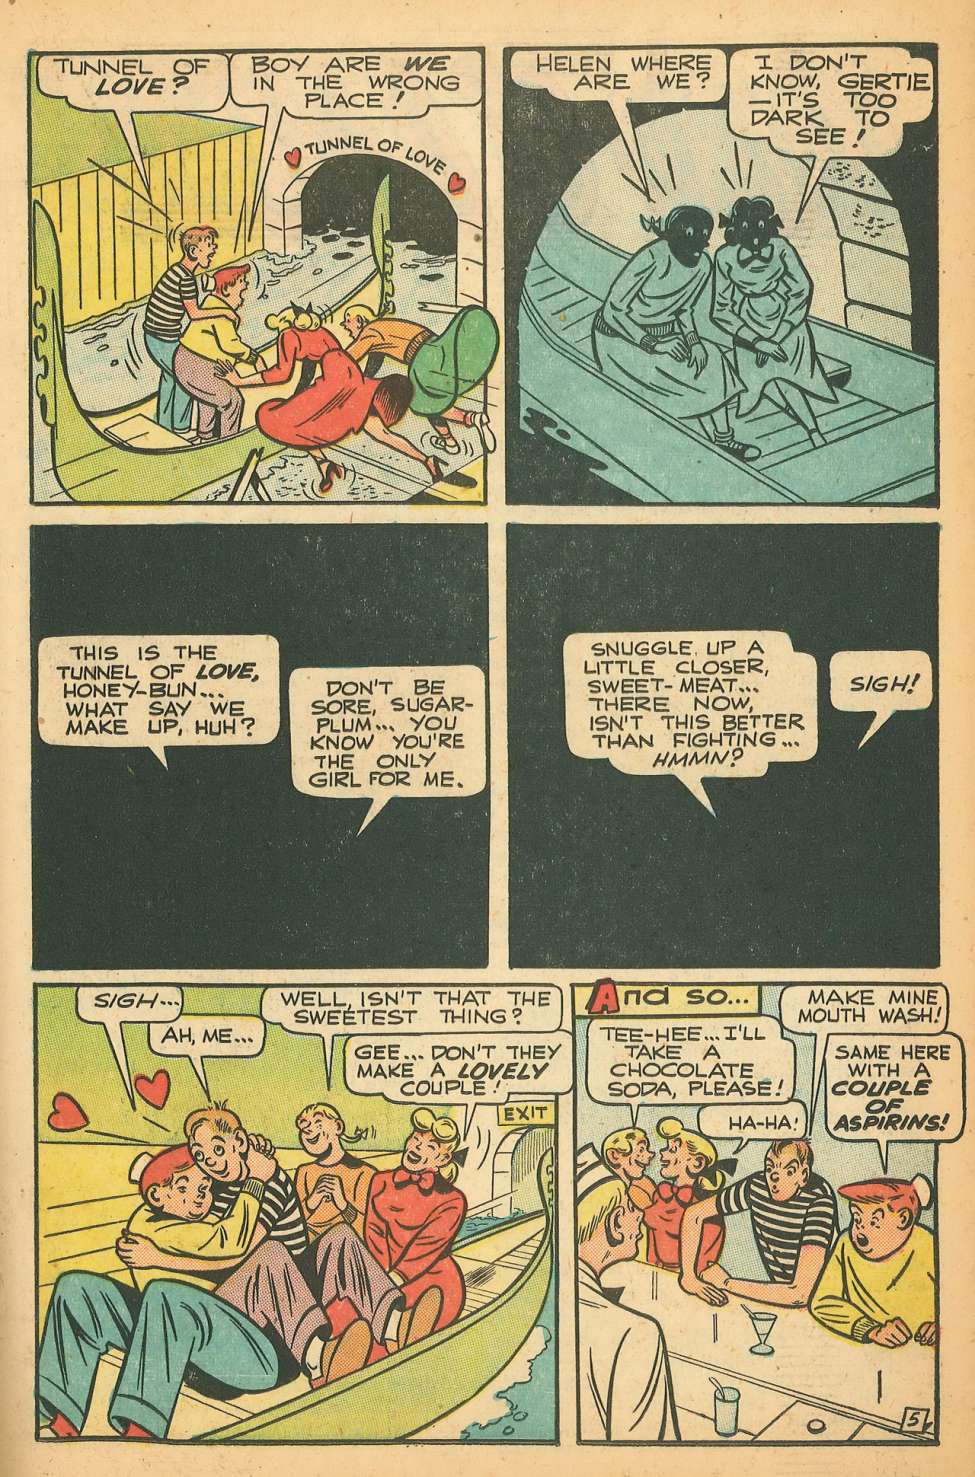 TUNNEL OF
LOVE?
BOY ARE WE
IN THE WRONG
PLACE!
TUNNEL OF LOVE
HELEN WHERE
ARE WE?
I DON'T
KNOW, GERTIE
—IT'S TOO
DARK TO
SEE!
THIS IS THE
TUNNEL OF LOVE,
HONEY-BUN...
WHAT SAY WE
MAKE UP, HUH?
DON'T BE
SORE, SUGAR-
PLUM... YOU
KNOW YOU'RE
THE ONLY
GIRL FOR ME.
SNUGGLE UP A
LITTLE CLOSER,
SWEET-MEAT...
THERE NOW,
ISN'T THIS BETTER
THAN FIGHTING...
HMMN?
SIGH!
SIGH...
AH, ME...
WELL, ISN'T THAT THE
SWEETEST THING?
GEE... DON'T THEY
MAKE A LOVELY
COUPLE!
EXIT
And so...
TEE-HEE... I'LL
TAKE A
CHOCOLATE
SODA, PLEASE!
HA-HA!
MAKE MINE
MOUTH WASH!
SAME HERE
WITH A
COUPLE
OF
ASPIRINS!
5